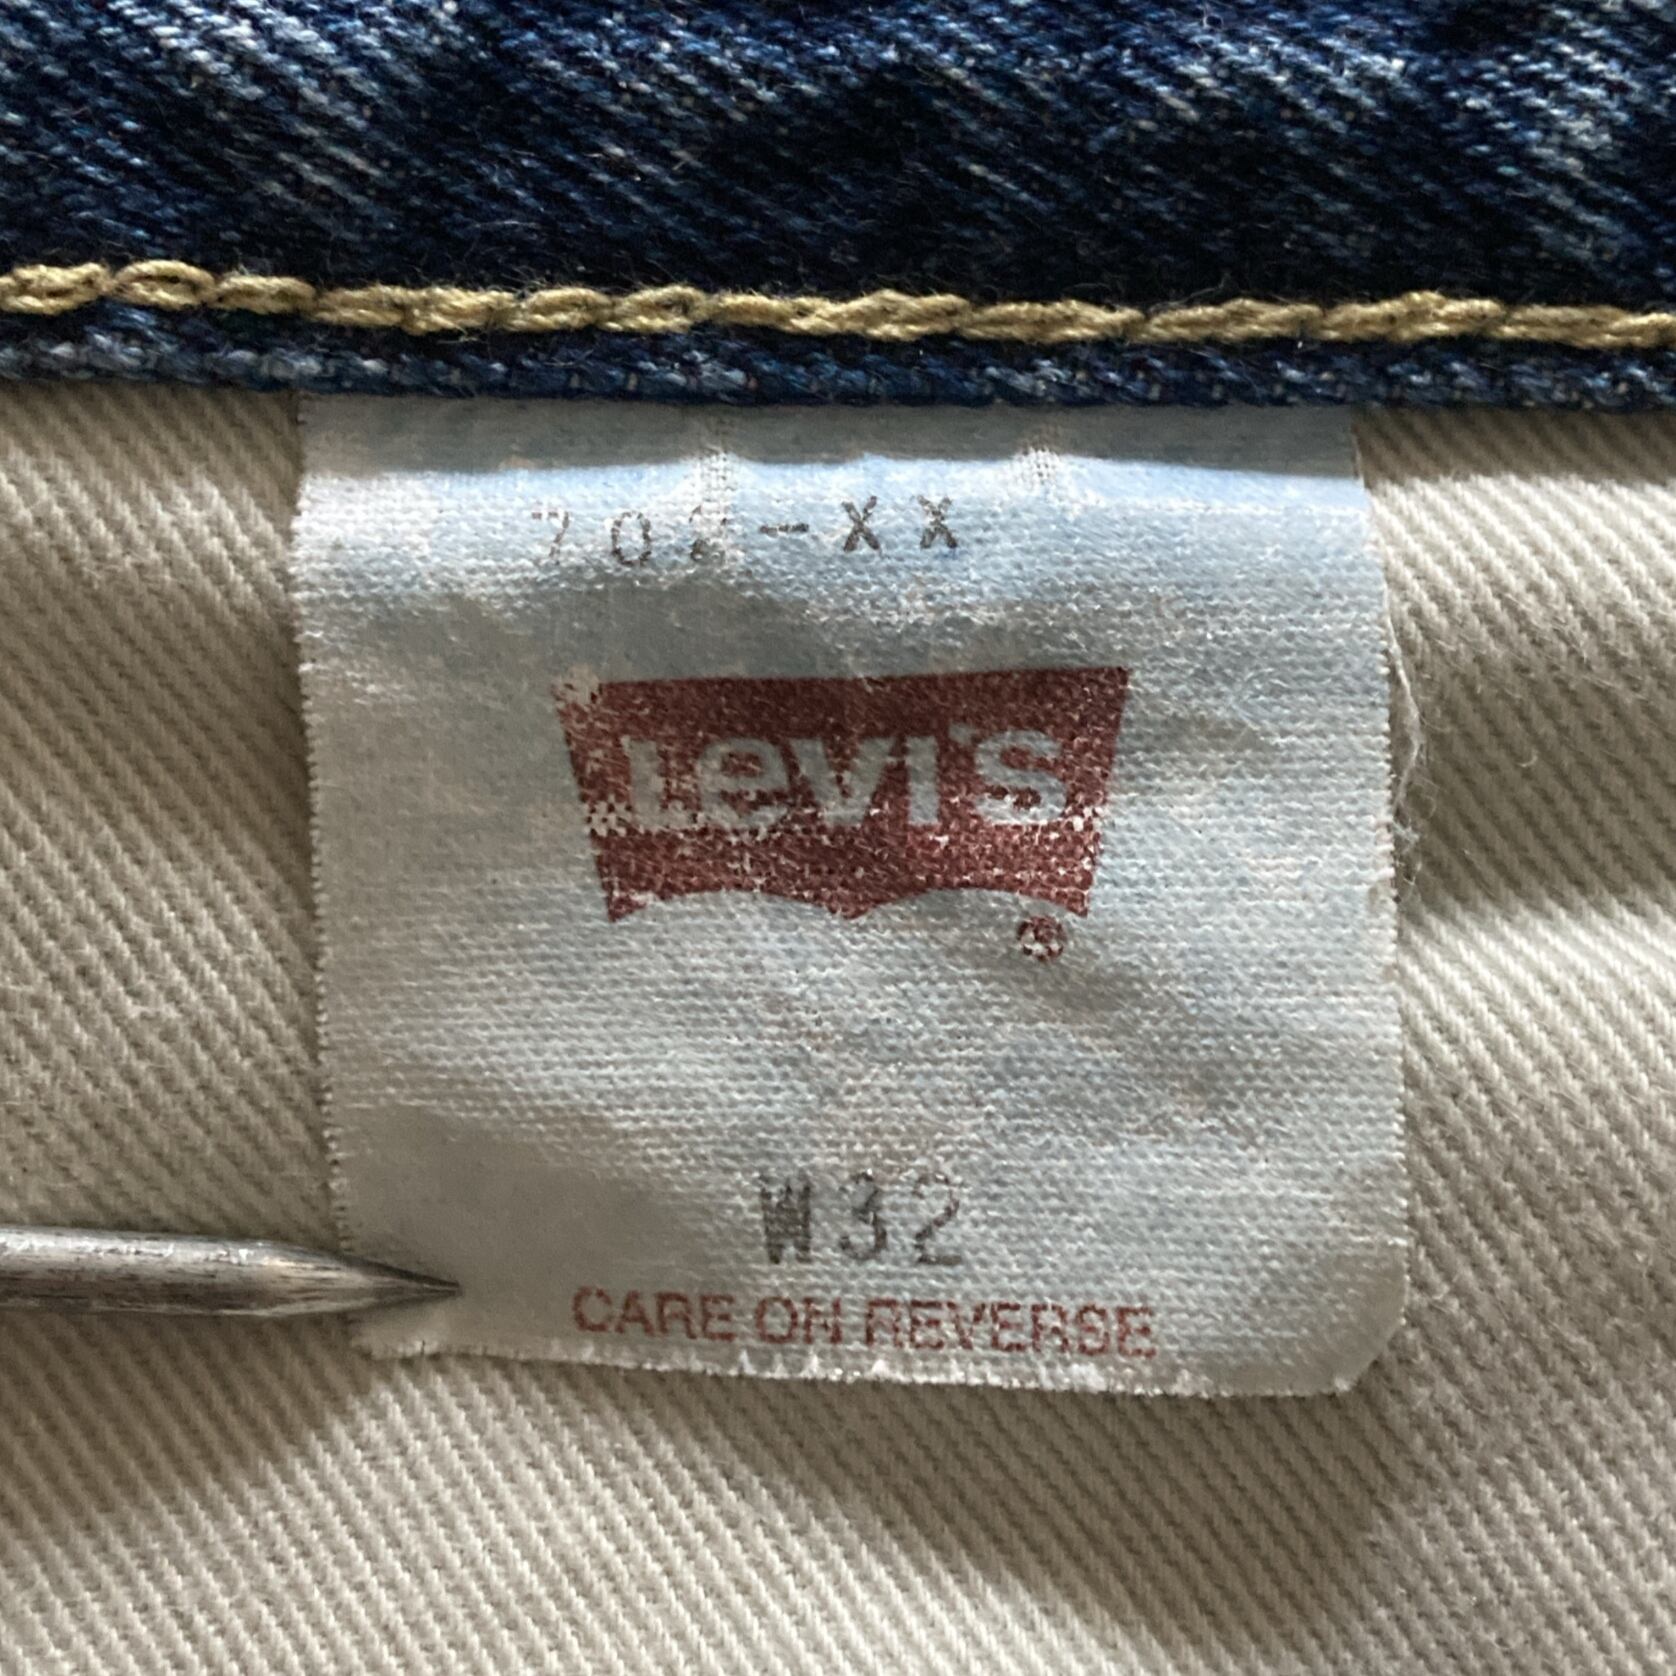 702-XX
Levi's
®
W32
CARE ON REVERSE